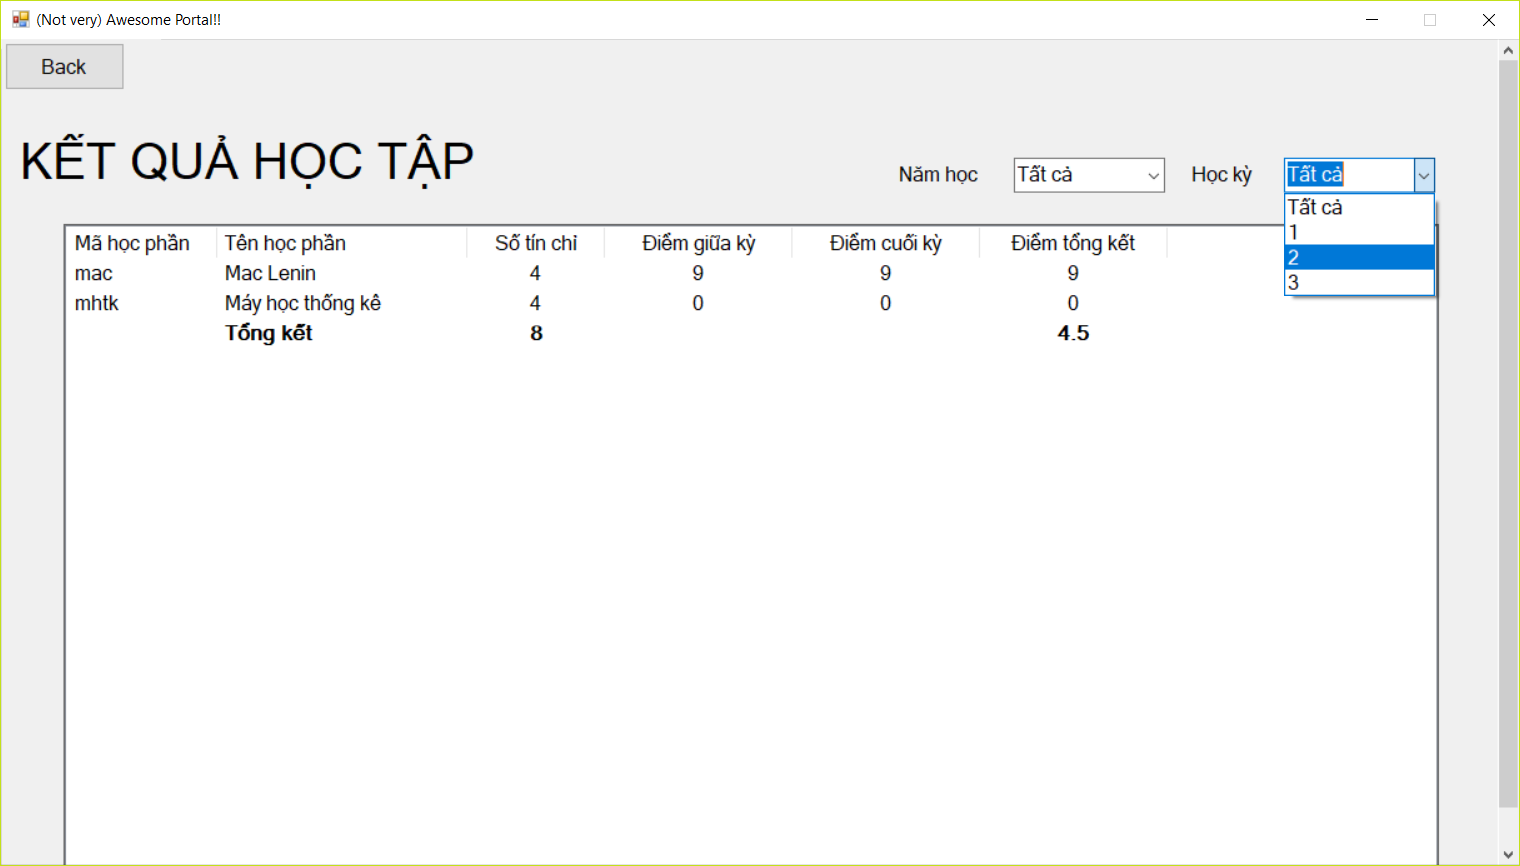 (Not very) Awesome Portal!!
Back
KẾT QUẢ HỌC TẬP
Năm học Tất cả Học kỳ Tất cả
Tất cả
1
2
3
Mã học phần Tên học phần Số tín chỉ Điểm giữa kỳ Điểm cuối kỳ Điểm tổng kết
mac Mac Lenin 4 9 9 9
mhtk Máy học thống kê 4 0 0 0
Tổng kết 8 4.5